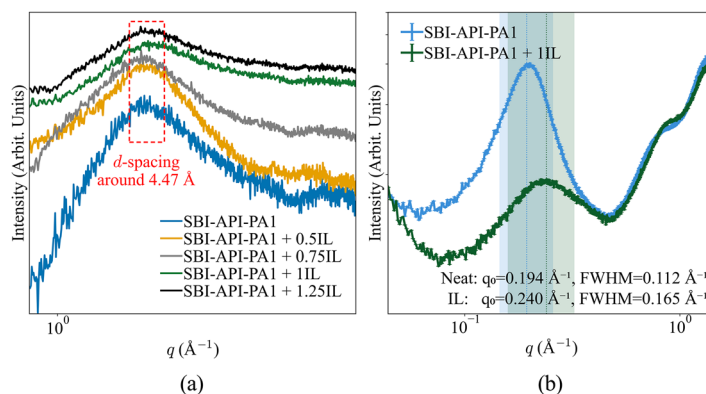 (a)
Intensity (Arbit. Units)
d-spacing
around 4.47 Å
SBI-API-PA1
SBI-API-PA1 + 0.5IL
SBI-API-PA1 + 0.75IL
SBI-API-PA1 + 1IL
SBI-API-PA1 + 1.25IL
10⁰
q (Å⁻¹)
(a)
b)
Intensity (Arbit. Units)
SBI-API-PA1
SBI-API-PA1 + 1IL
Neat: q₀=0.194 Å⁻¹, FWHM=0.112 Å⁻¹
IL: q₀=0.240 Å⁻¹, FWHM=0.165 Å⁻¹
10⁻¹
10⁰
q (Å⁻¹)
(b)